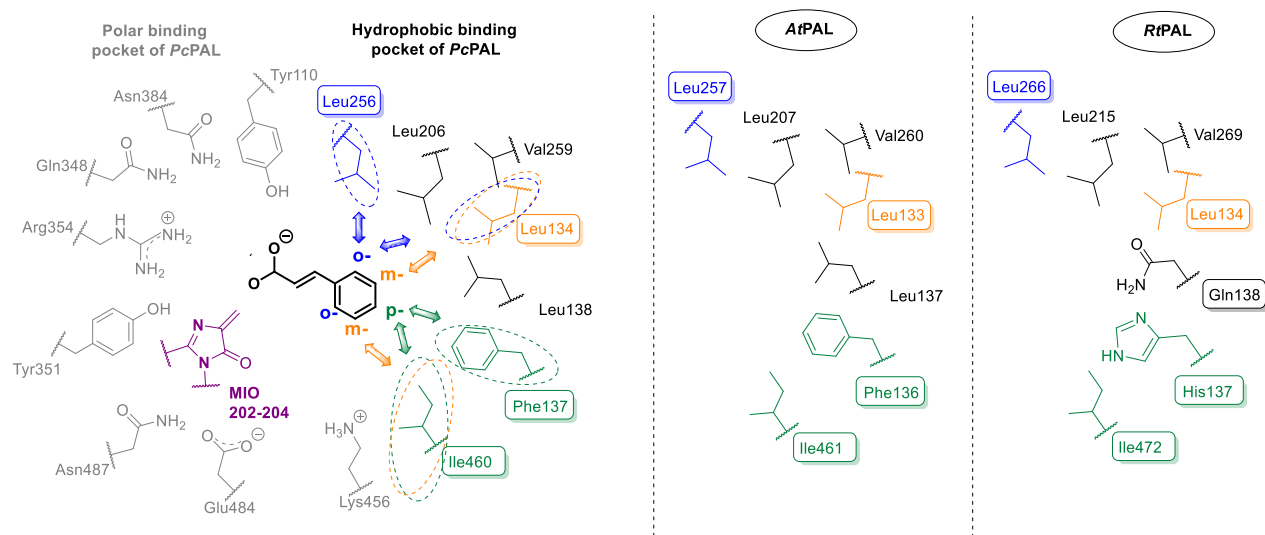 Polar binding
pocket of PcPAL
Hydrophobic binding
pocket of PcPAL
Tyr110
Asn384
O
NH2
Gln348
O
NH2
OH
Arg354
H
N
NH2
NH2
Tyr351
OH
N
N
O
MIO
202-204
Asn487
O
NH2
O
O
Glu484
H3N
Lys456
Leu256
Leu206
Val259
Leu134
Leu138
Phe137
Ile460
O
O
o-
m-
o-
m-
p-
AtPAL
Leu257
Leu207
Val260
Leu133
Leu137
Phe136
Ile461
RtPAL
Leu266
Leu215
Val269
Leu134
O
H2N
Gln138
N
HN
His137
Ile472